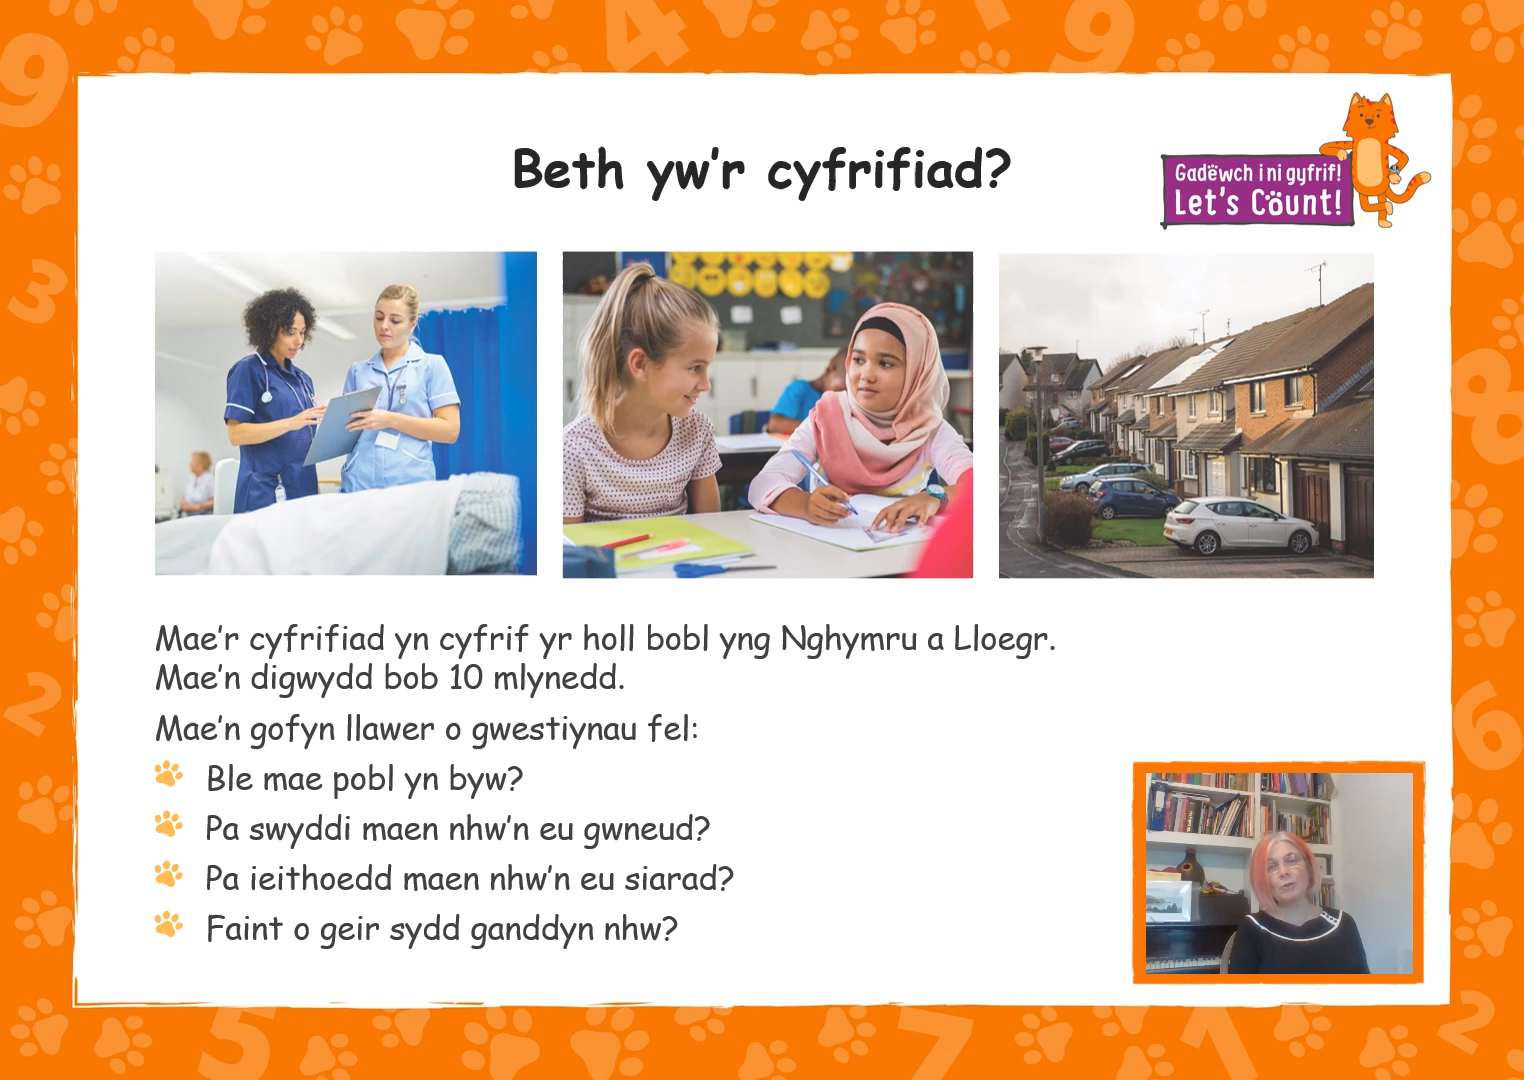 Beth yw'r cyfrifiad?
Gadëwch i ni gyfrif!
Let's Cöunt!
Mae'r cyfrifiad yn cyfrif yr holl bobl yng Nghymru a Lloegr.
Mae'n digwydd bob 10 mlynedd.
Mae'n gofyn llawer o gwestiynau fel:
Ble mae pobl yn byw?
Pa swyddi maen nhw'n eu gwneud?
Pa ieithoedd maen nhw'n eu siarad?
Faint o geir sydd ganddyn nhw?